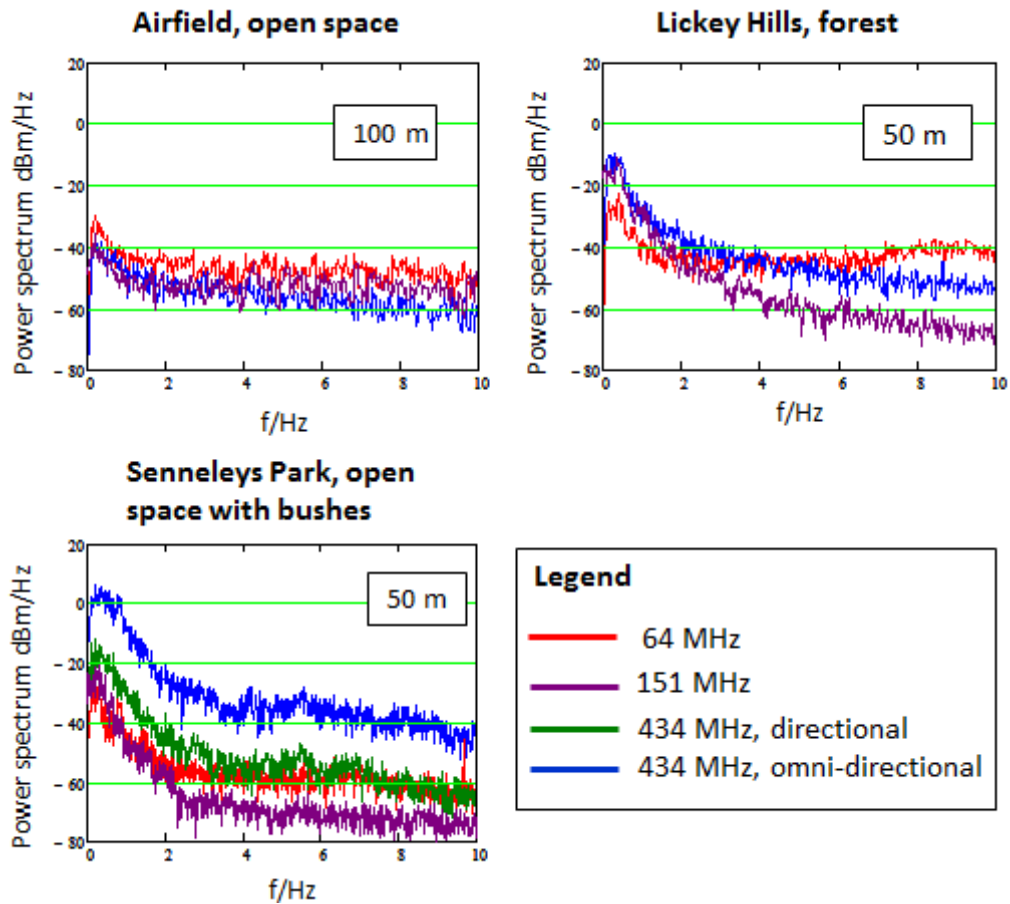 Airfield, open space
Power spectrum dBm/Hz
20
0
– 20
– 40
– 60
– 80
100 m
0 2 4 6 8 10
f/Hz
Lickey Hills, forest
Power spectrum dBm/Hz
20
0
– 20
– 40
– 60
– 80
50 m
0 2 4 6 8 10
f/Hz
Senneleys Park, open
space with bushes
Power spectrum dBm/Hz
20
0
– 20
– 40
– 60
– 80
50 m
0 2 4 6 8 10
f/Hz
Legend
64 MHz
151 MHz
434 MHz, directional
434 MHz, omni-directional